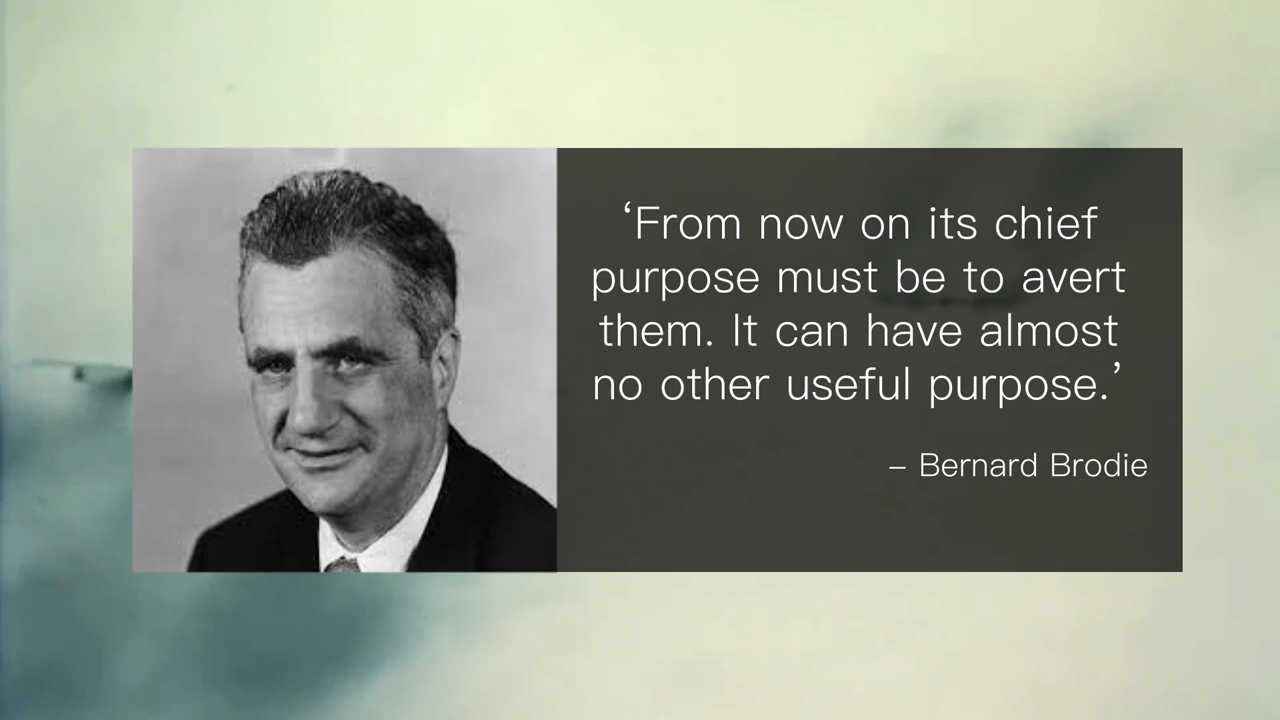 ‘From now on its chief
purpose must be to avert
them. It can have almost
no other useful purpose.’
– Bernard Brodie